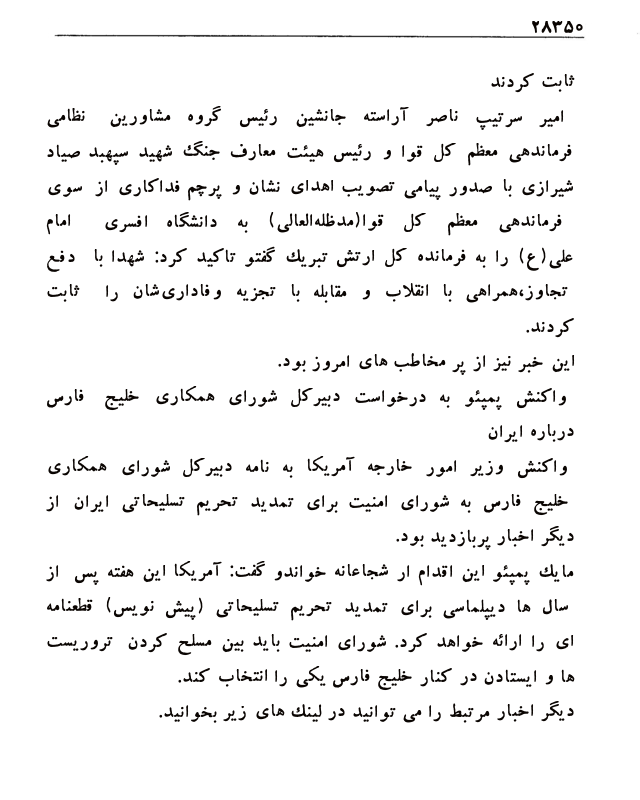 ۲۸۳۵۰
ثابت کردند
امیر سرتیپ ناصر آراسته جانشین رئیس گروه مشاورین نظامی
فرماندهی معظم کل قوا و رئیس هیئت معارف جنگ شهید سپهبد صیاد
شیرازی با صدور پیامی تصویب اهدای نشان و پرچم فداکاری از سوی
فرماندهی معظم کل قوا(مدظله‌العالی) به دانشگاه افسری امام
علی(ع) را به فرمانده کل ارتش تبریك گفتو تاکید کرد: شهدا با دفع
تجاوز،همراهی با انقلاب و مقابله با تجزیه وفاداری‌شان را ثابت
کردند.
این خبر نیز از پر مخاطب های امروز بود.
واکنش پمپئو به درخواست دبیرکل شورای همکاری خلیج فارس
درباره ایران
واکنش وزیر امور خارجه آمریکا به نامه دبیرکل شورای همکاری
خلیج فارس به شورای امنیت برای تمدید تحریم تسلیحاتی ایران از
دیگر اخبار پربازدید بود.
مایك پمپئو این اقدام ار شجاعانه خواندو گفت: آمریکا این هفته پس از
سال ها دیپلماسی برای تمدید تحریم تسلیحاتی (پیش نویس) قطعنامه
ای را ارائه خواهد کرد. شورای امنیت باید بین مسلح کردن تروریست
ها و ایستادن در کنار خلیج فارس یکی را انتخاب کند.
دیگر اخبار مرتبط را می توانید در لینك های زیر بخوانید.